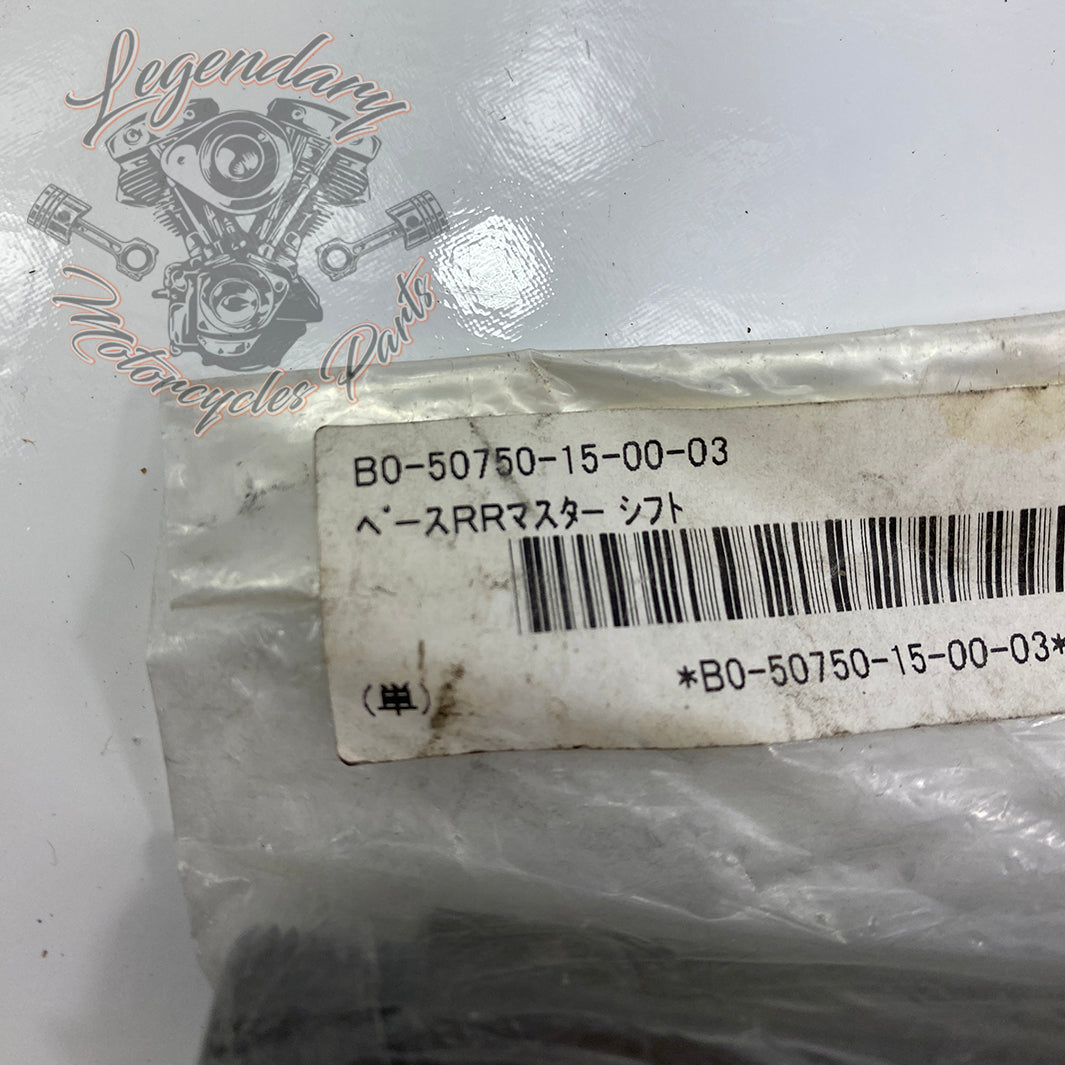 Legendary
Motorcycles Parts
B0-50750-15-00-03
ベースRRマスター シフト
*B0-50750-15-00-03*
(単)